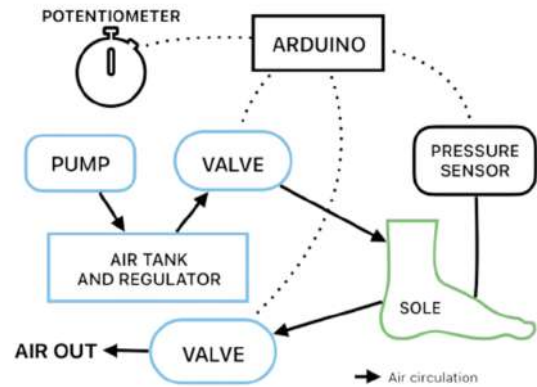 POTENTIOMETER
ARDUINO
PUMP
VALVE
PRESSURE
SENSOR
AIR TANK
AND REGULATOR
SOLE
AIR OUT
VALVE
Air circulation